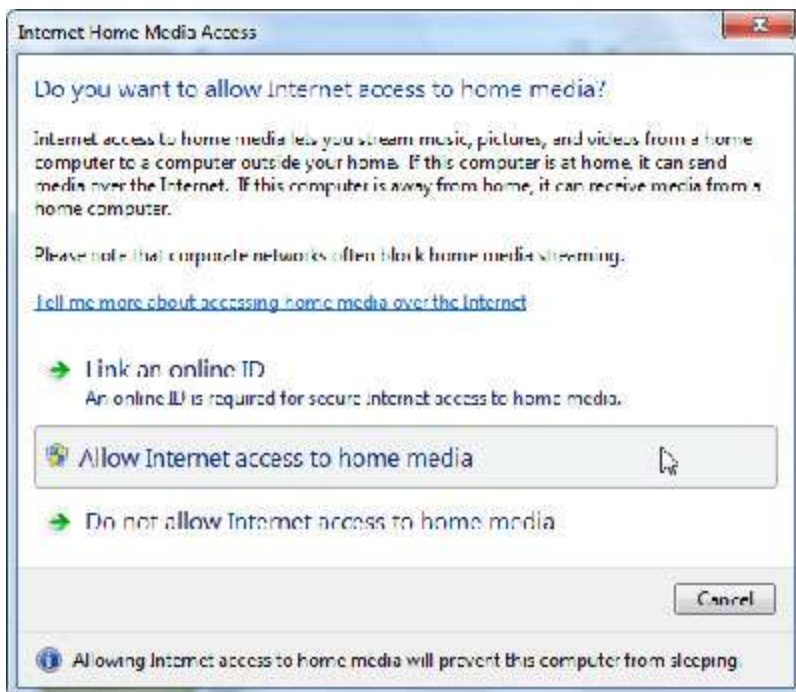 Internet Home Media Access
Do you want to allow Internet access to home media?
Internet access to home media lets you stream music, pictures, and videos from a home
computer to a computer outside your home. If this computer is at home, it can send
media over the Internet. If this computer is away from home, it can receive media from a
home computer.
Please note that corporate networks often block home media streaming.
Tell me more about accessing home media over the Internet
Link an online ID
An online ID is required for secure Internet access to home media.
Allow Internet access to home media
Do not allow Internet access to home media
Cancel
Allowing Internet access to home media will prevent this computer from sleeping.